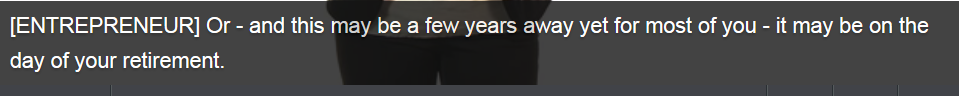 [ENTREPRENEUR] Or - and this may be a few years away yet for most of you - it may be on the
day of your retirement.